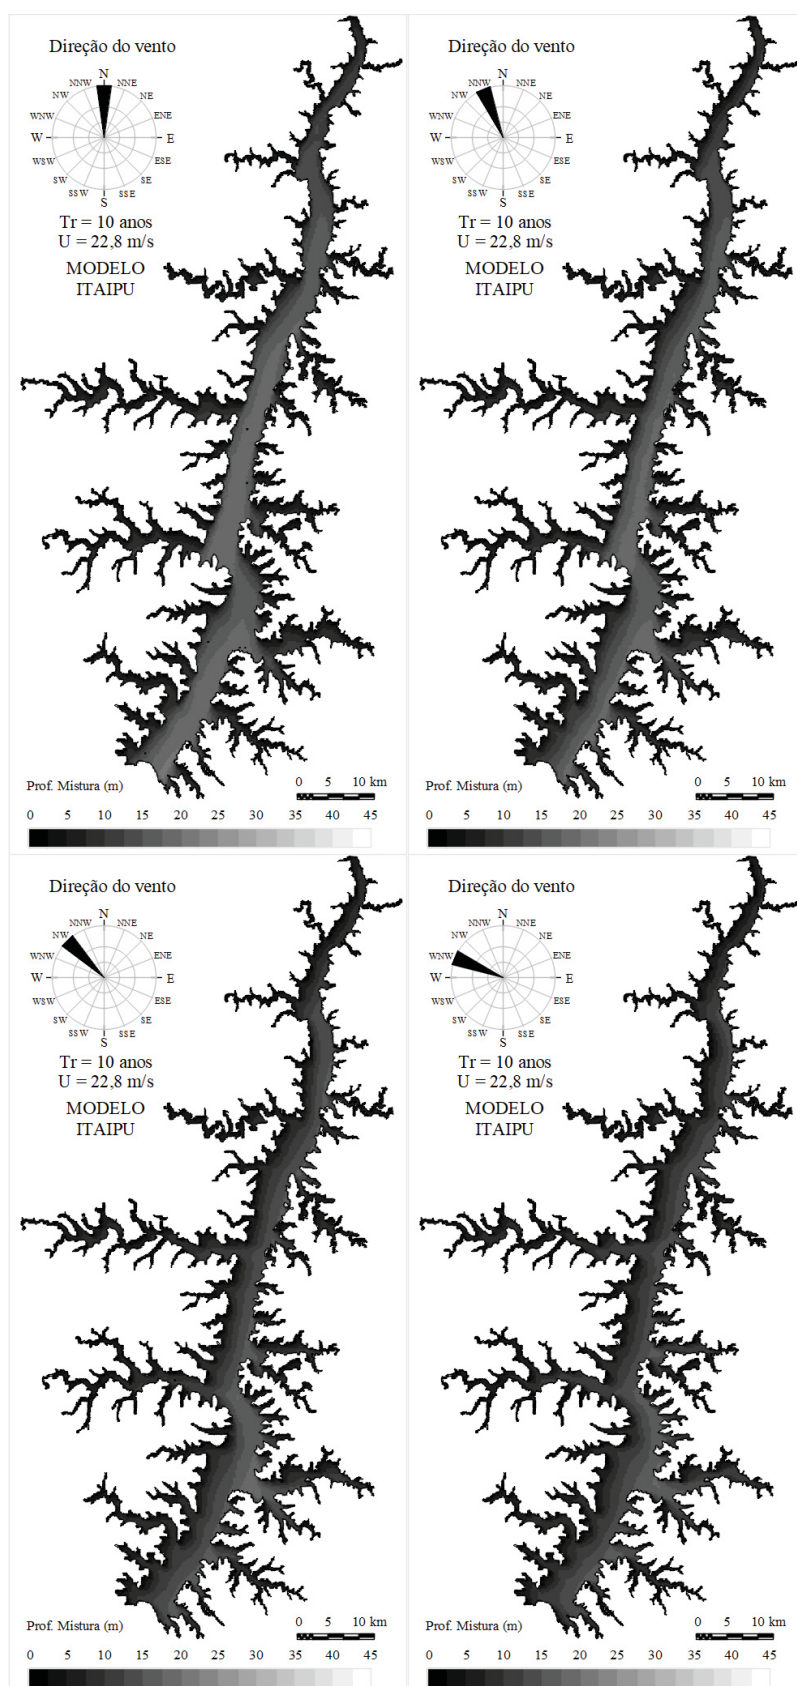 Direção do vento
N
NNW NNE
NW NE
WNW ENE
W E
WSW ESE
SW SE
SSW SSE
S
Tr = 10 anos
U = 22,8 m/s
MODELO
ITAIPU
Prof. Mistura (m)
0 5 10 km
0 5 10 15 20 25 30 35 40 45
Direção do vento
N
NNW NNE
NW NE
WNW ENE
W E
WSW ESE
SW SE
SSW SSE
S
Tr = 10 anos
U = 22,8 m/s
MODELO
ITAIPU
Prof. Mistura (m)
0 5 10 km
0 5 10 15 20 25 30 35 40 45
Direção do vento
N
NNW NNE
NW NE
WNW ENE
W E
WSW ESE
SW SE
SSW SSE
S
Tr = 10 anos
U = 22,8 m/s
MODELO
ITAIPU
Prof. Mistura (m)
0 5 10 km
0 5 10 15 20 25 30 35 40 45
Direção do vento
N
NNW NNE
NW NE
WNW ENE
W E
WSW ESE
SW SE
SSW SSE
S
Tr = 10 anos
U = 22,8 m/s
MODELO
ITAIPU
Prof. Mistura (m)
0 5 10 km
0 5 10 15 20 25 30 35 40 45